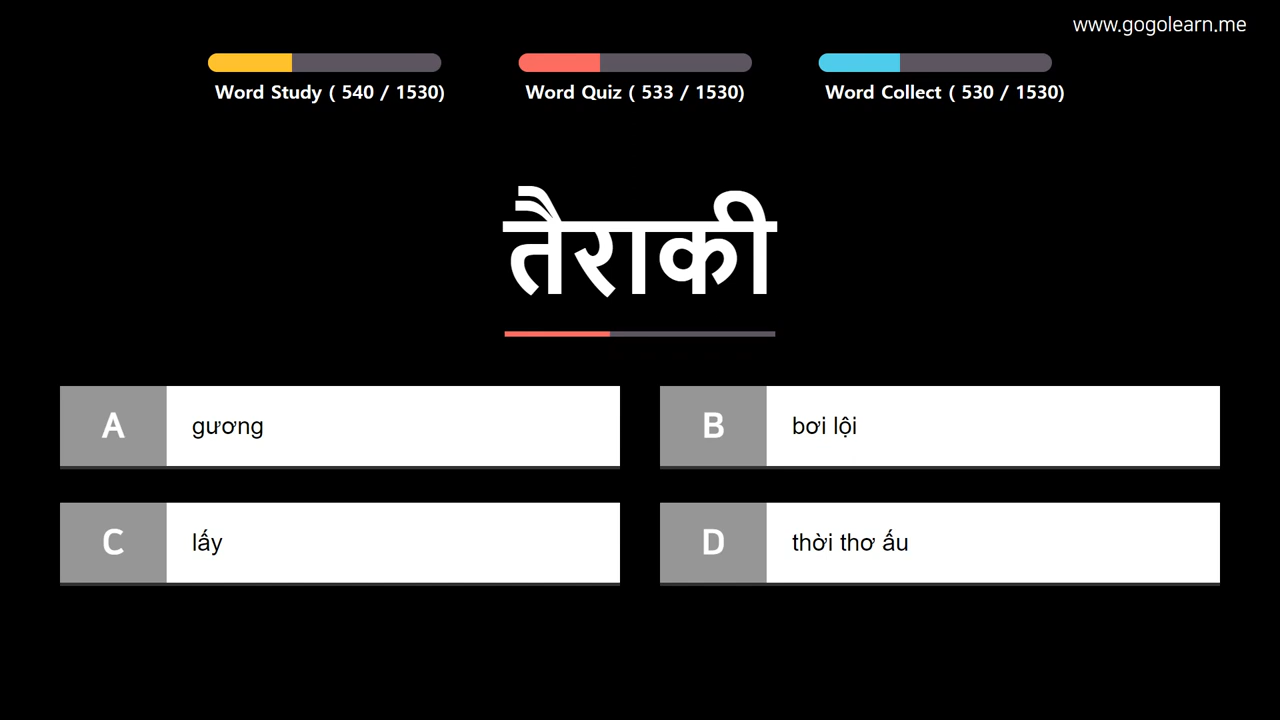 www.gogolearn.me
Word Study ( 540 / 1530)
Word Quiz ( 533 / 1530)
Word Collect ( 530 / 1530)
तैराकी
A gương
B bơi lội
C lấy
D thời thơ ấu